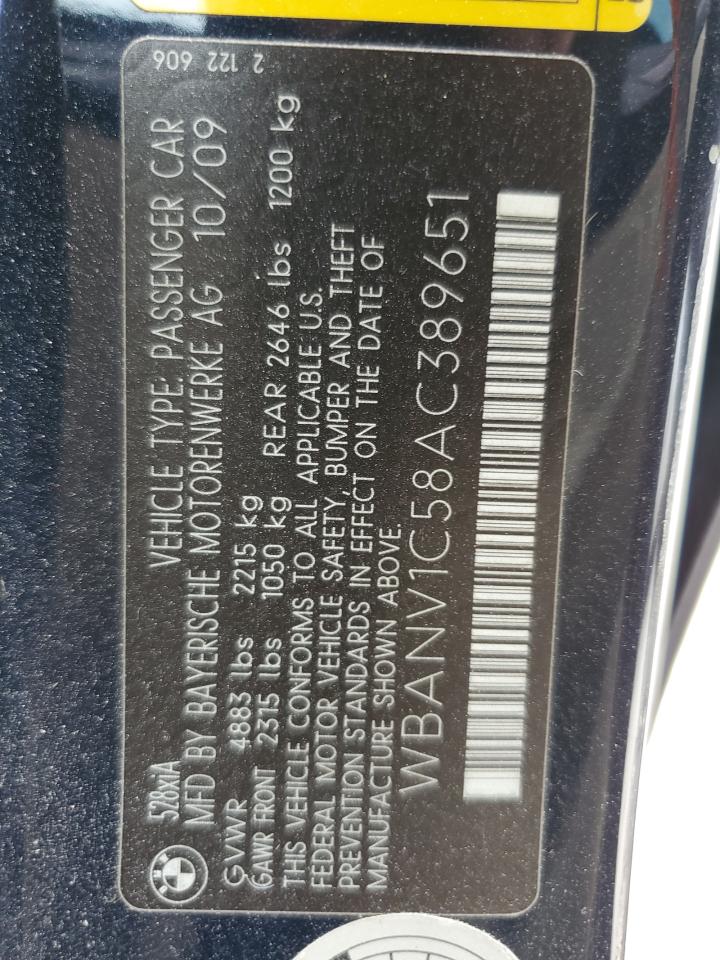 2 122 606
528xiA VEHICLE TYPE: PASSENGER CAR
MFD BY BAYERISCHE MOTORENWERKE AG 10/09
GVWR 4883 lbs 2215 kg
GAWR FRONT 2315 lbs 1050 kg REAR 2646 lbs 1200 kg
THIS VEHICLE CONFORMS TO ALL APPLICABLE U.S.
FEDERAL MOTOR VEHICLE SAFETY, BUMPER AND THEFT
PREVENTION STANDARDS IN EFFECT ON THE DATE OF
MANUFACTURE SHOWN ABOVE.
WBANV1C58AC389651